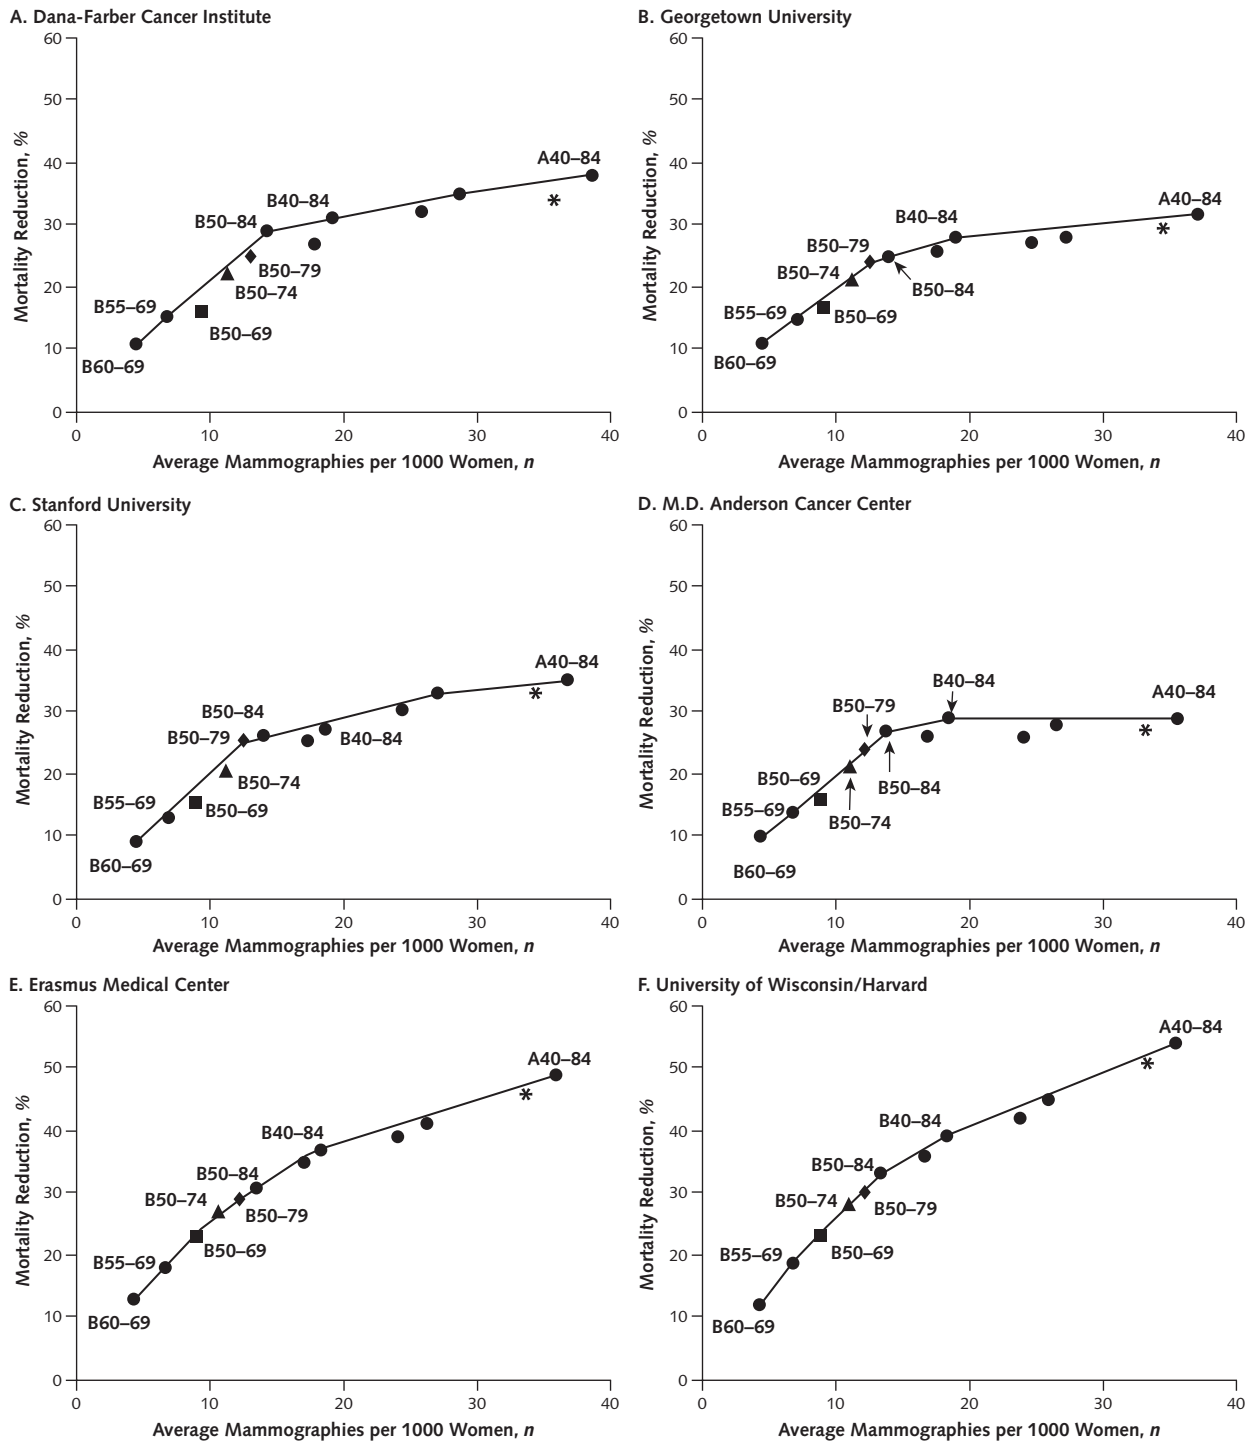 A. Dana-Farber Cancer Institute
60
50
40
30
20
10
0
Mortality Reduction, %
A40–84
B40–84
B50–84
B50–79
B50–74
B55–69
B50–69
B60–69
*
0 10 20 30 40
Average Mammographies per 1000 Women, n
B. Georgetown University
60
50
40
30
20
10
0
Mortality Reduction, %
A40–84
B40–84
B50–79
B50–74
B50–84
B55–69
B50–69
B60–69
*
0 10 20 30 40
Average Mammographies per 1000 Women, n
C. Stanford University
60
50
40
30
20
10
0
Mortality Reduction, %
A40–84
B50–84
B50–79
B40–84
B50–74
B55–69
B50–69
B60–69
*
0 10 20 30 40
Average Mammographies per 1000 Women, n
D. M.D. Anderson Cancer Center
60
50
40
30
20
10
0
Mortality Reduction, %
B40–84
A40–84
B50–79
B50–69
B50–84
B55–69
B50–74
B60–69
*
0 10 20 30 40
Average Mammographies per 1000 Women, n
E. Erasmus Medical Center
60
50
40
30
20
10
0
Mortality Reduction, %
A40–84
B40–84
B50–84
B50–74
B50–79
B50–69
B55–69
B60–69
*
0 10 20 30 40
Average Mammographies per 1000 Women, n
F. University of Wisconsin/Harvard
60
50
40
30
20
10
0
Mortality Reduction, %
A40–84
B40–84
B50–84
B50–74
B50–79
B55–69
B50–69
B60–69
*
0 10 20 30 40
Average Mammographies per 1000 Women, n